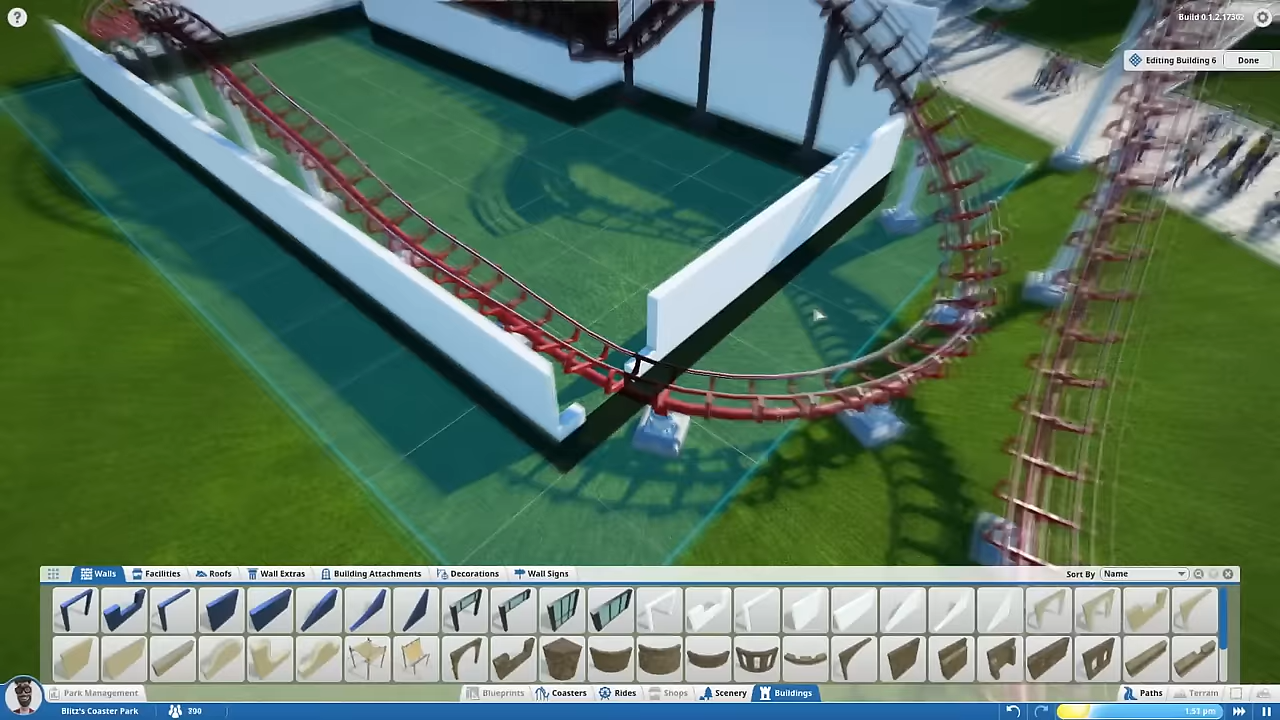 ?
Build 0.1.2.17302
Editing Building 6 Done
Walls Facilities Roofs Wall Extras Building Attachments Decorations Wall Signs Sort By Name
Park Management Blueprints Coasters Rides Shops Scenery Buildings Paths Terrain
Blitz's Coaster Park 890 1:51 pm